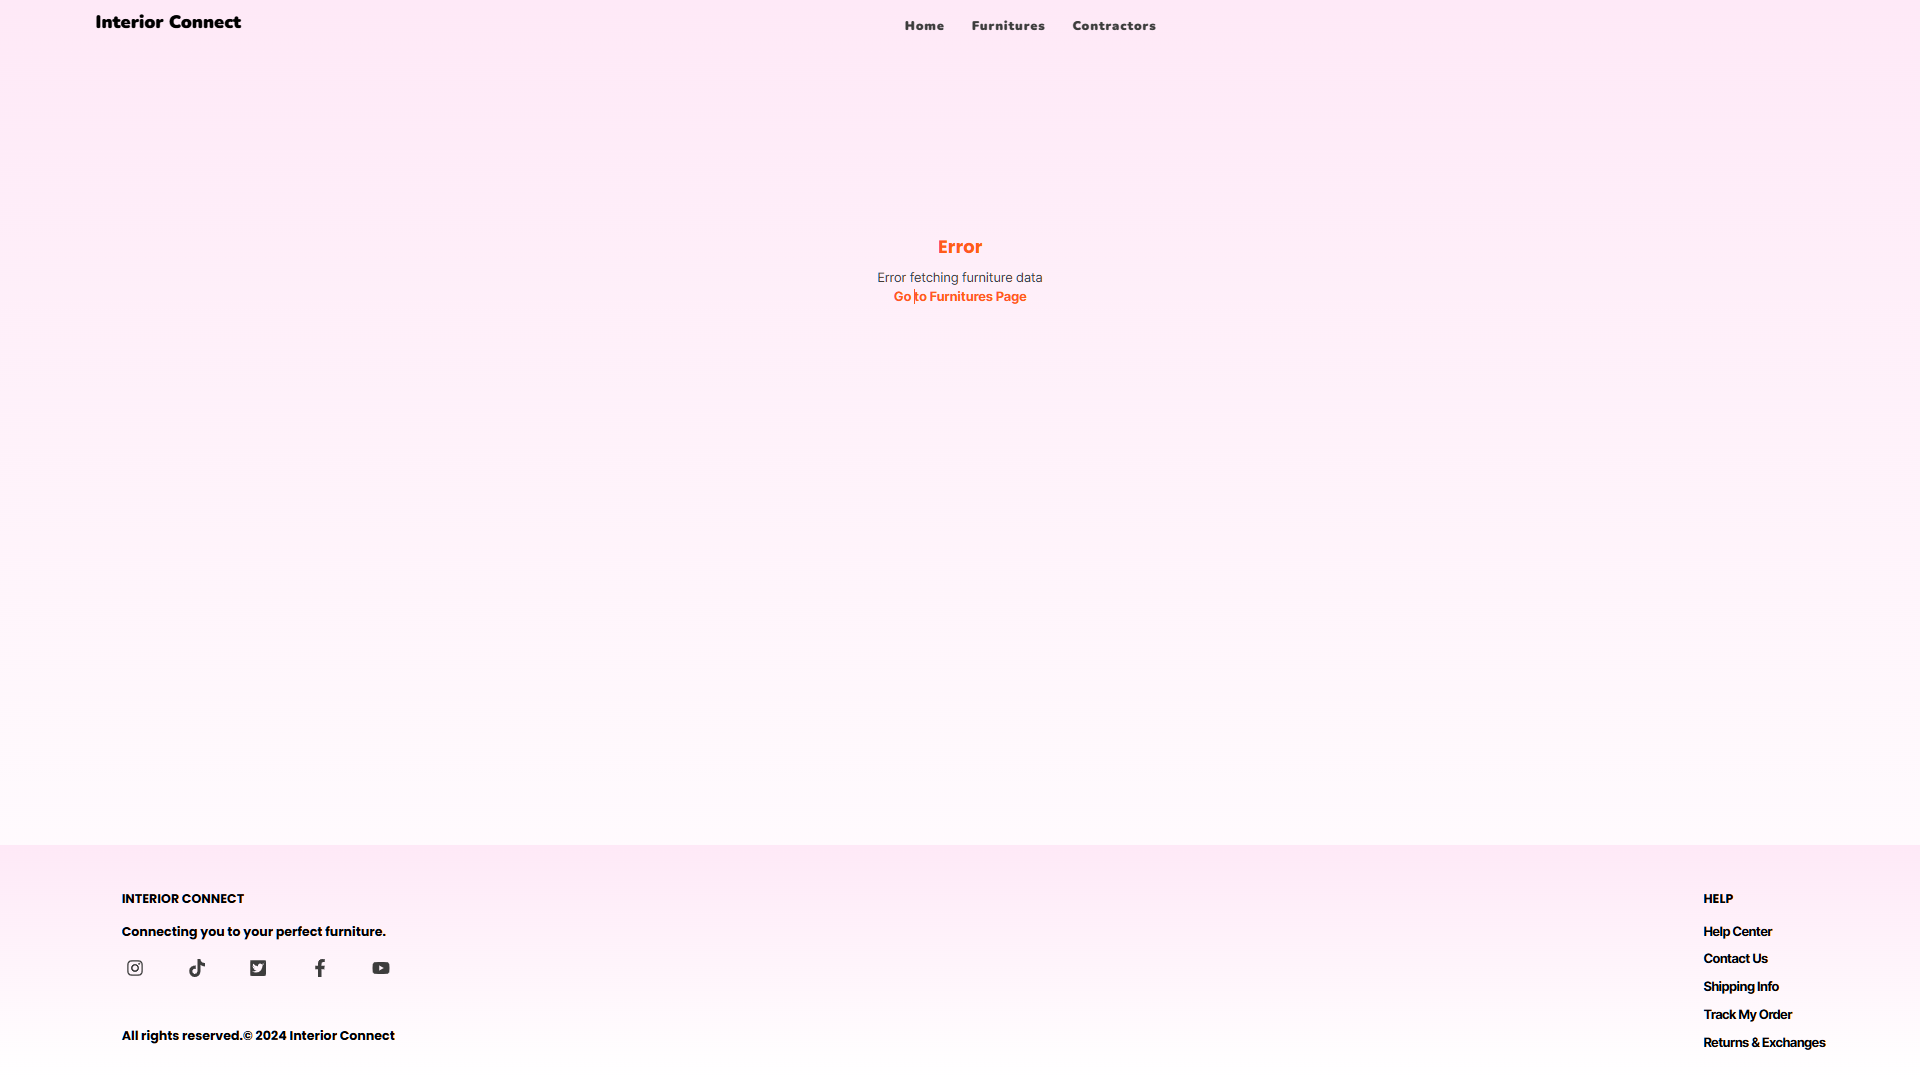 Interior Connect
Home Furnitures Contractors
Error
Error fetching furniture data
Go to Furnitures Page
INTERIOR CONNECT
Connecting you to your perfect furniture.
All rights reserved.© 2024 Interior Connect
HELP
Help Center
Contact Us
Shipping Info
Track My Order
Returns & Exchanges